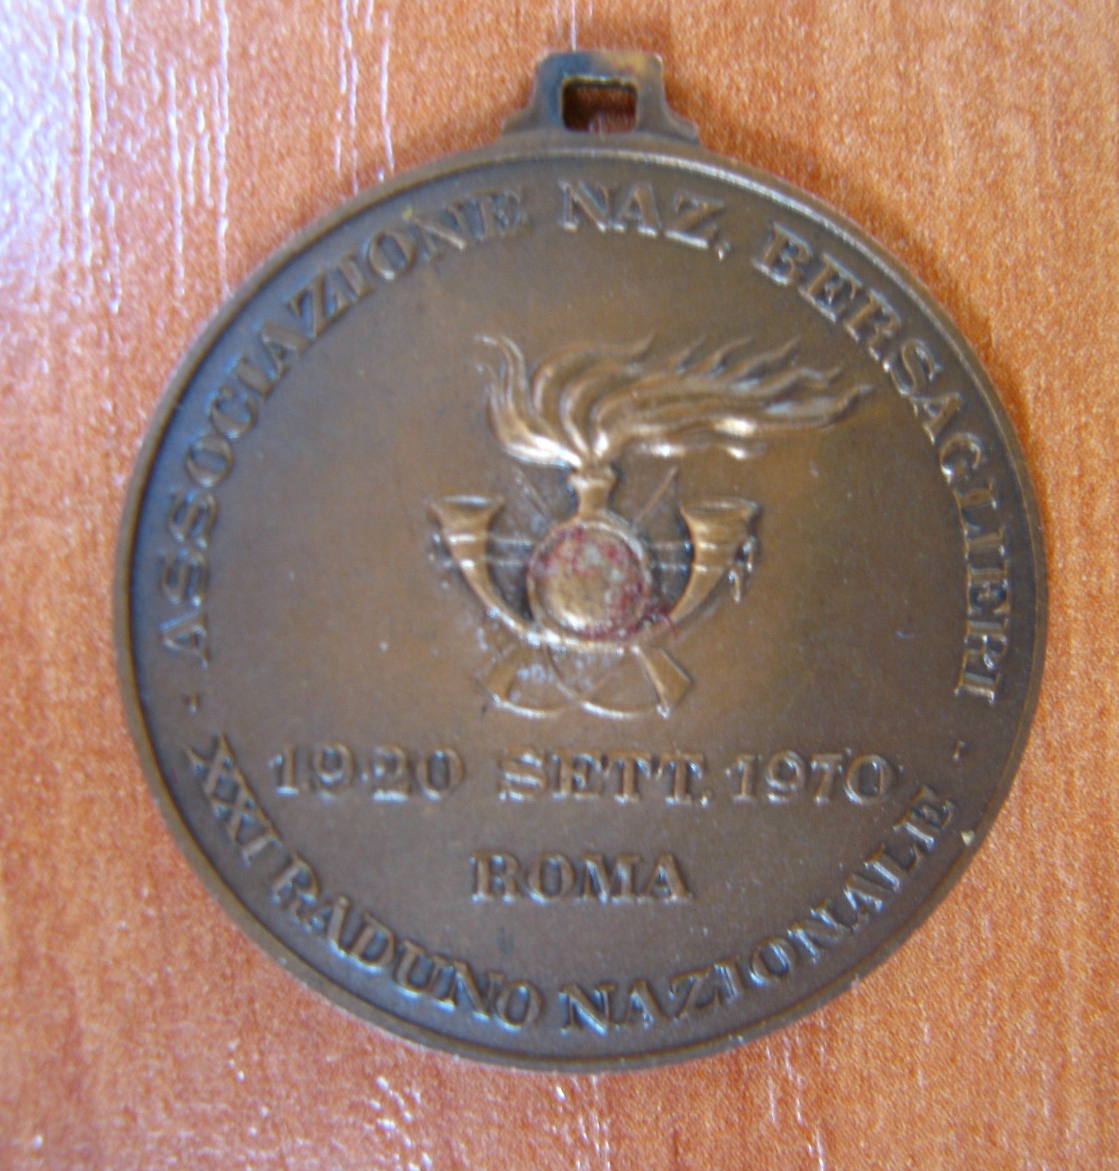 ASSOCIAZIONE NAZ. BERSAGLIERI
19-20 SETT. 1970
ROMA
XXI RADUNO NAZIONALE